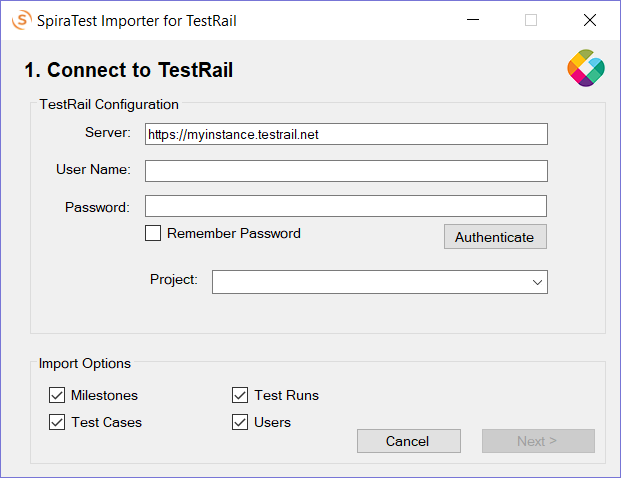 SpiraTest Importer for TestRail
1. Connect to TestRail
TestRail Configuration
Server: https://myinstance.testrail.net
User Name:
Password:
Remember Password Authenticate
Project:
Import Options
Milestones Test Runs
Test Cases Users
Cancel Next >